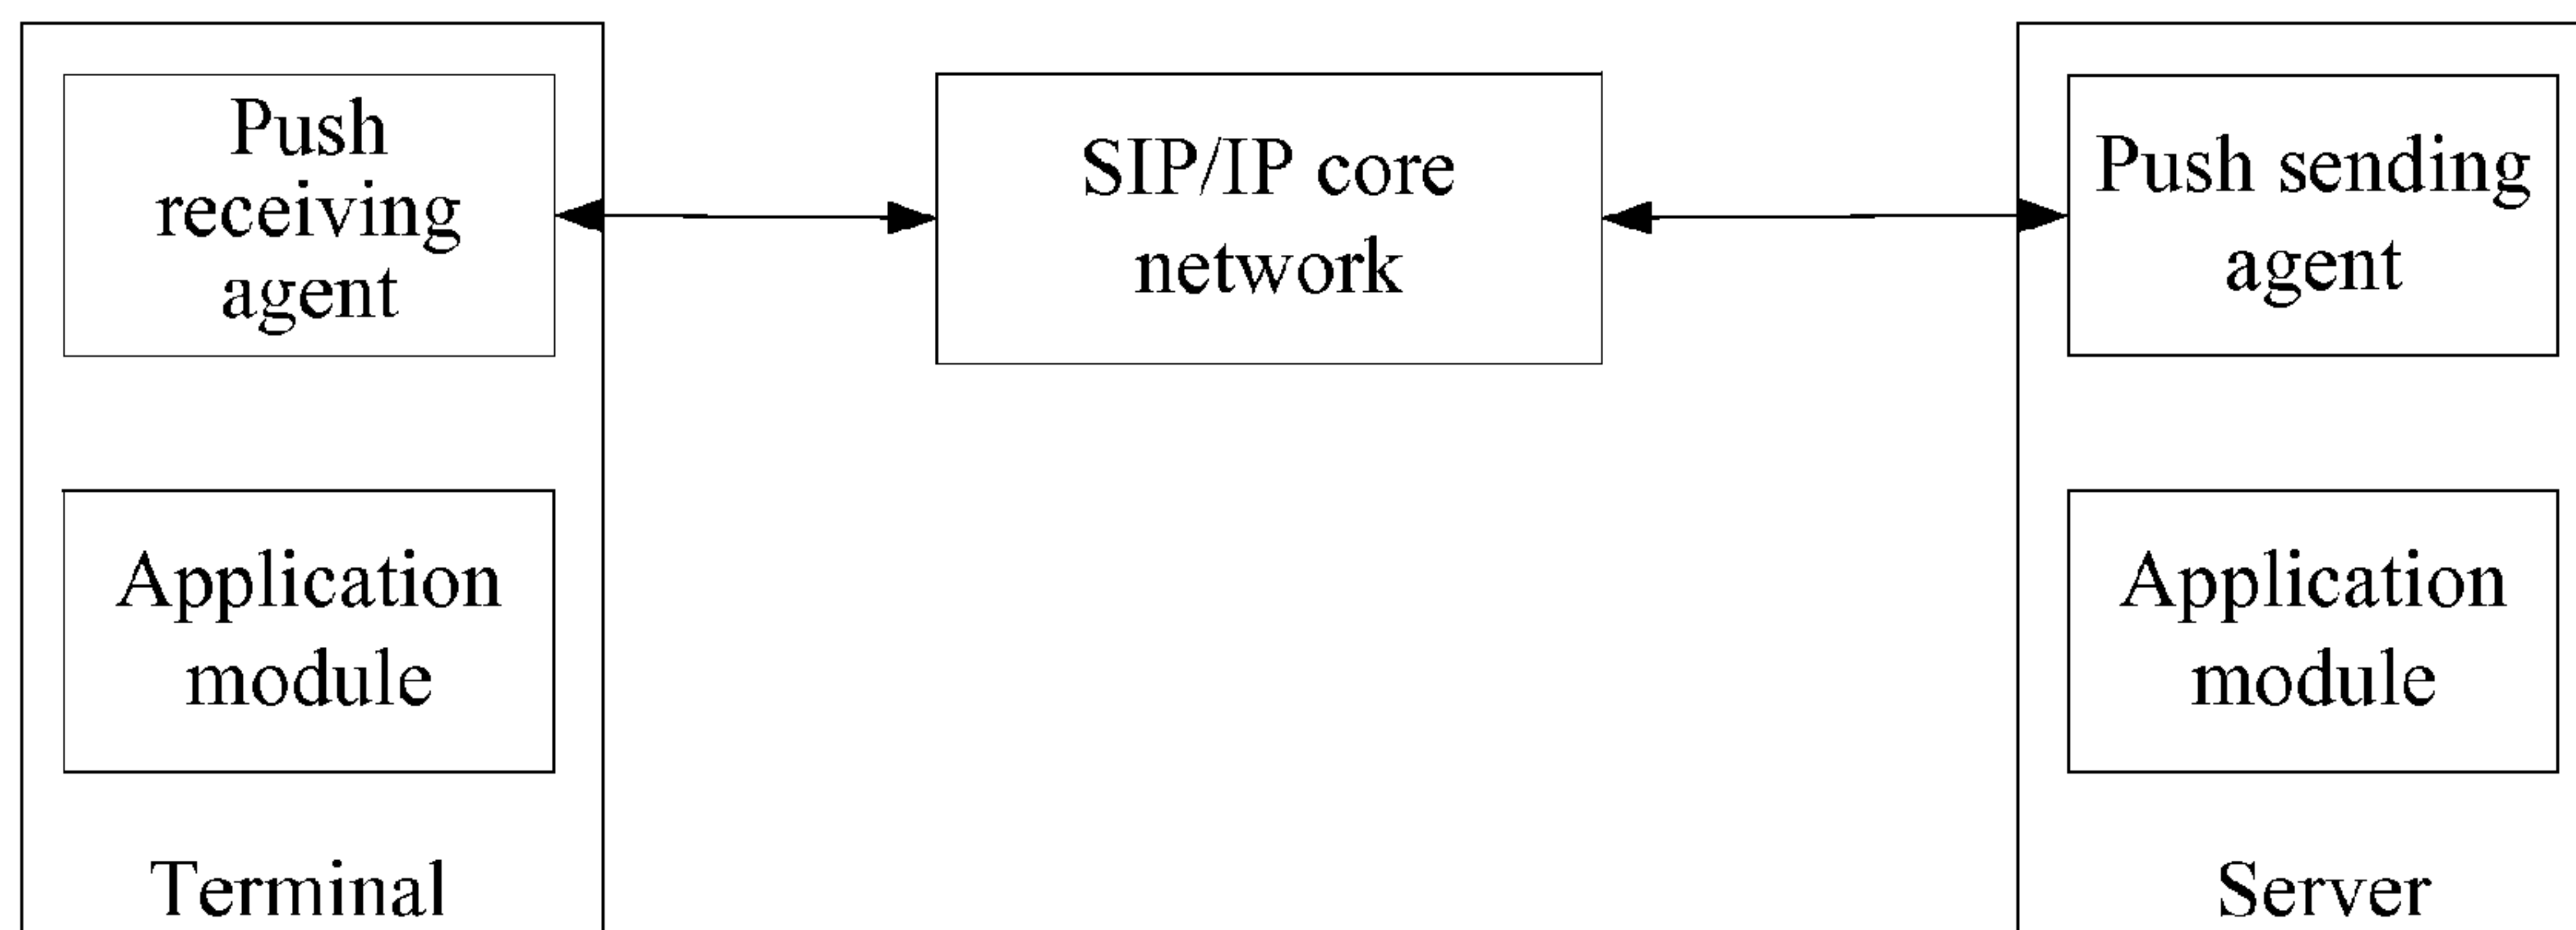 Push
receiving
agent
SIP/IP core
network
Push sending
agent
Application
module
Application
module
Terminal
Server